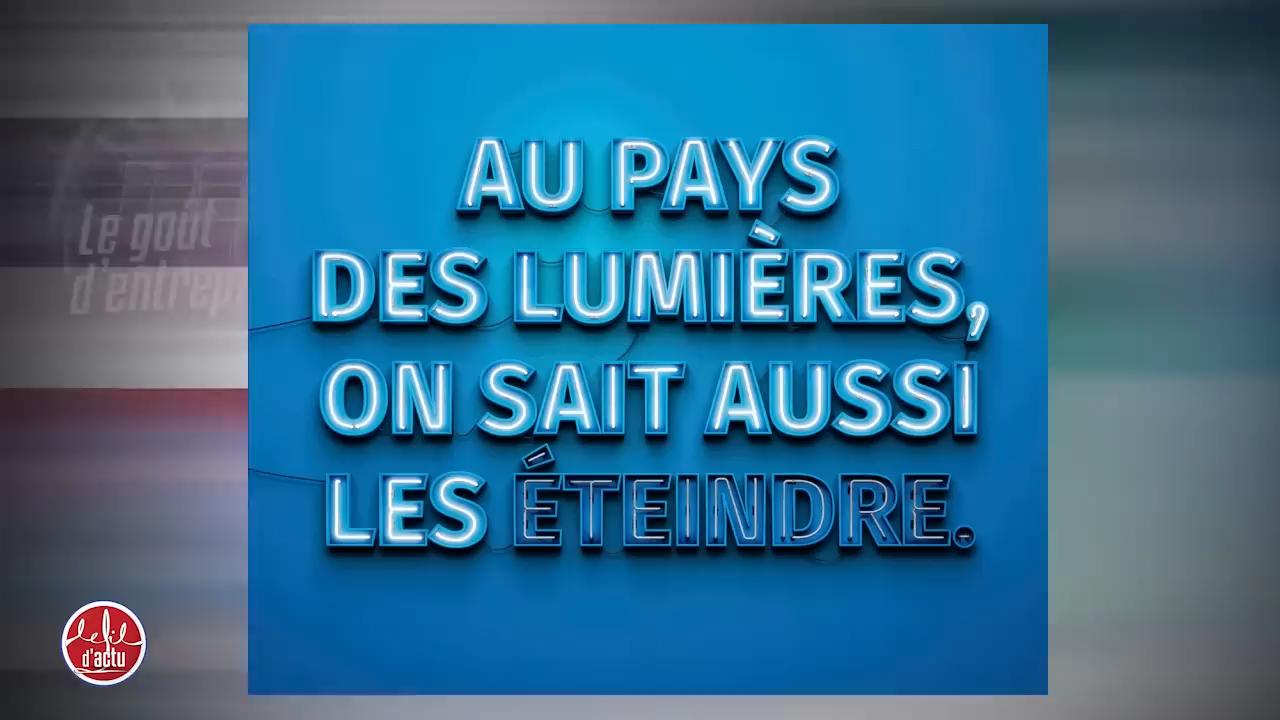 AU PAYS
DES LUMIÈRES,
ON SAIT AUSSI
LES ÉTEINDRE.
Le goût
d'entrep
le fil
d'actu